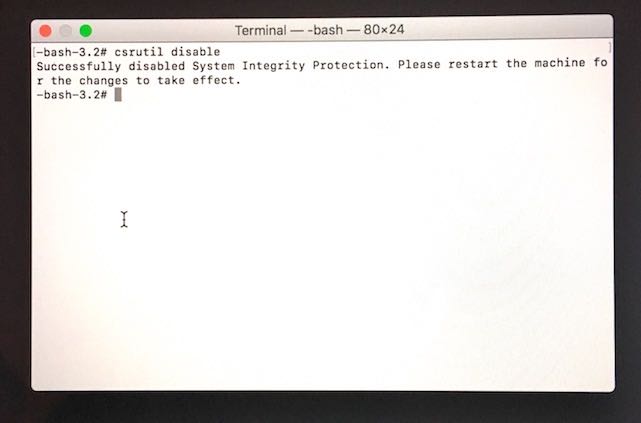 Terminal — -bash — 80×24
[-bash-3.2# csrutil disable ]
Successfully disabled System Integrity Protection. Please restart the machine fo
r the changes to take effect.
-bash-3.2#